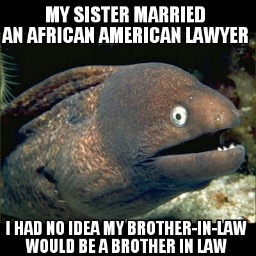 MY SISTER MARRIED
AN AFRICAN AMERICAN LAWYER
I HAD NO IDEA MY BROTHER-IN-LAW
WOULD BE A BROTHER IN LAW